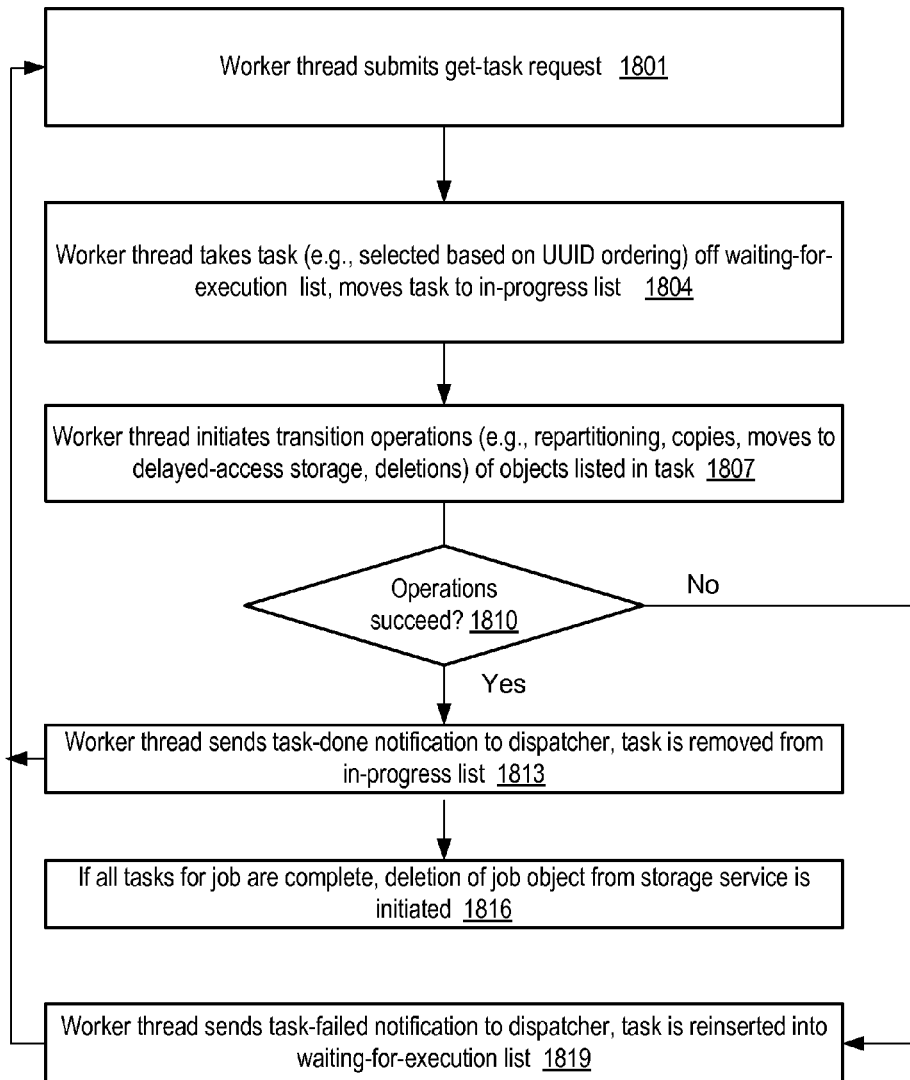 Worker thread submits get-task request 1801
Worker thread takes task (e.g., selected based on UUID ordering) off waiting-for-
execution list, moves task to in-progress list 1804
Worker thread initiates transition operations (e.g., repartitioning, copies, moves to
delayed-access storage, deletions) of objects listed in task 1807
Operations
succeed? 1810
No
Yes
Worker thread sends task-done notification to dispatcher, task is removed from
in-progress list 1813
If all tasks for job are complete, deletion of job object from storage service is
initiated 1816
Worker thread sends task-failed notification to dispatcher, task is reinserted into
waiting-for-execution list 1819